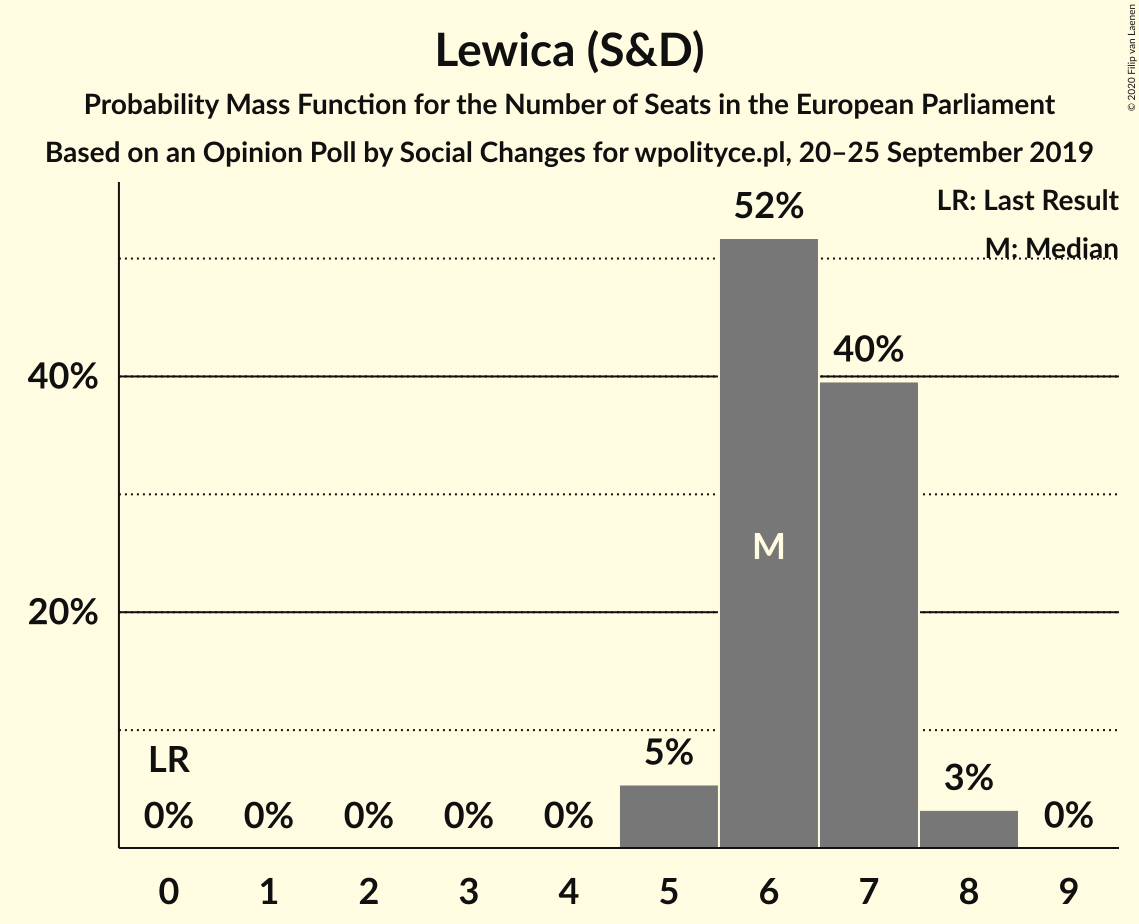 Lewica (S&D)
Probability Mass Function for the Number of Seats in the European Parliament
Based on an Opinion Poll by Social Changes for wpolityce.pl, 20–25 September 2019
© 2020 Filip van Laenen
LR: Last Result
M: Median
52%
40%
40%
M
20%
LR
5%
3%
0% 0% 0% 0% 0% 0%
0 1 2 3 4 5 6 7 8 9